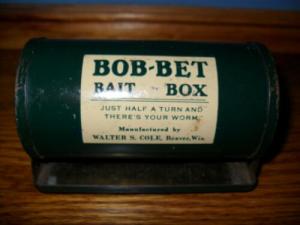 BOB-BET
BAIT BOX
JUST HALF A TURN AND
THERE'S YOUR WORM
Manufactured by
WALTER S. COLE, Beaver, Wis.